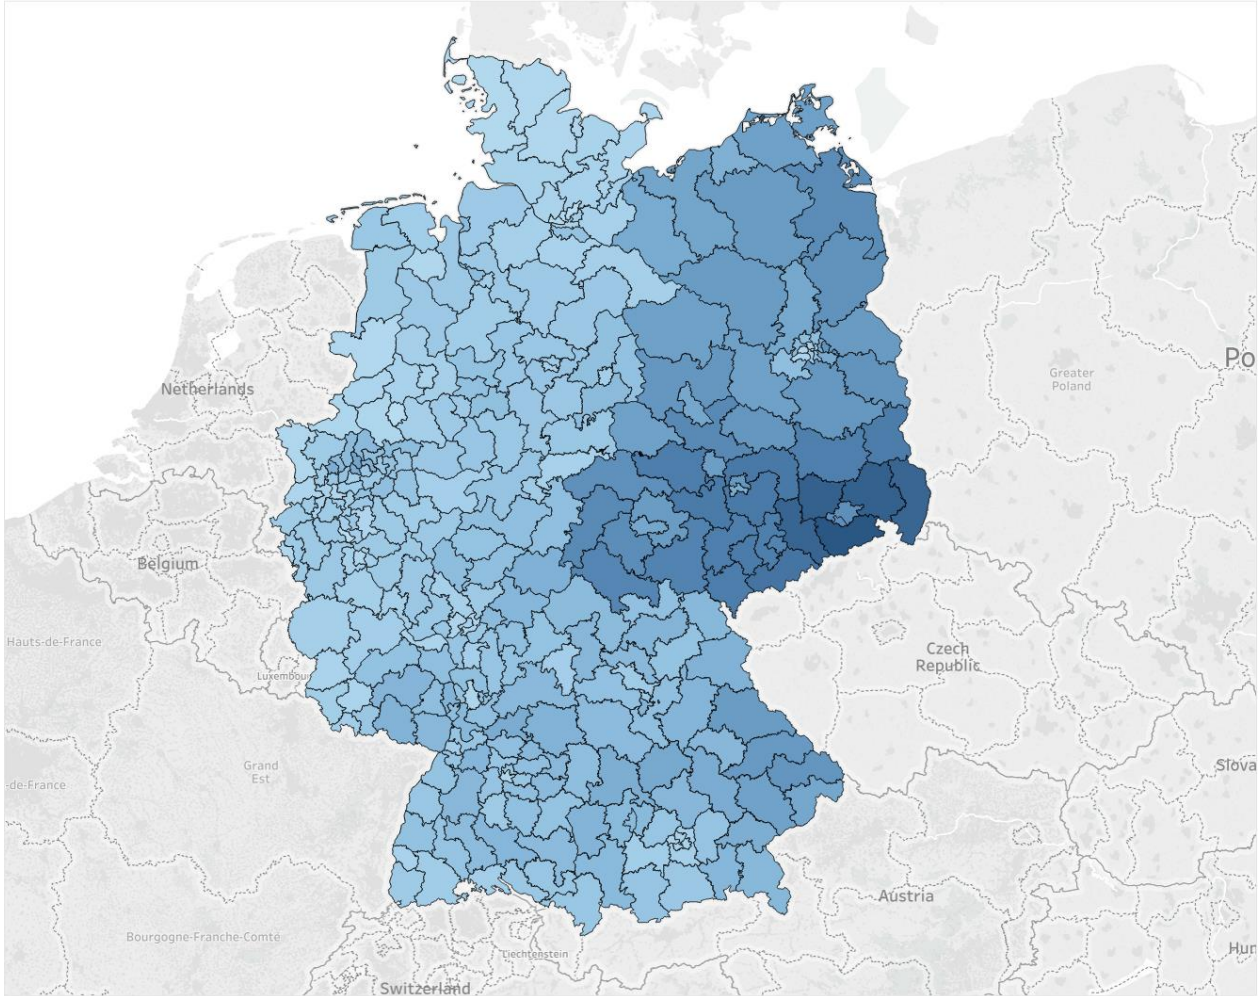 Po
Netherlands
Greater
Poland
Belgium
Hauts-de-France
Czech
Republic
Luxembour
Grand
Est
-de-France
Slova
Austria
Bourgogne-Franche-Comté
Liechtenstein
Hun
Switzerland